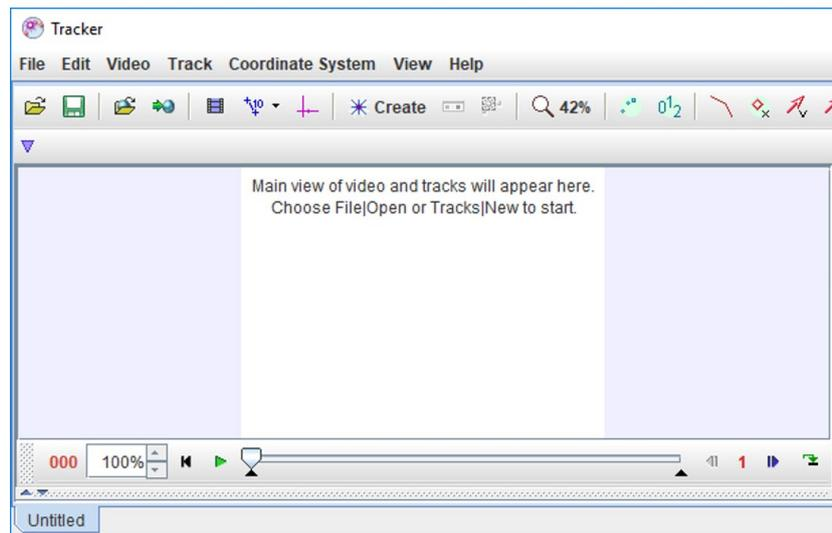 Tracker
File Edit Video Track Coordinate System View Help
Create 42%
Main view of video and tracks will appear here.
Choose File|Open or Tracks|New to start.
000 100% 1
Untitled